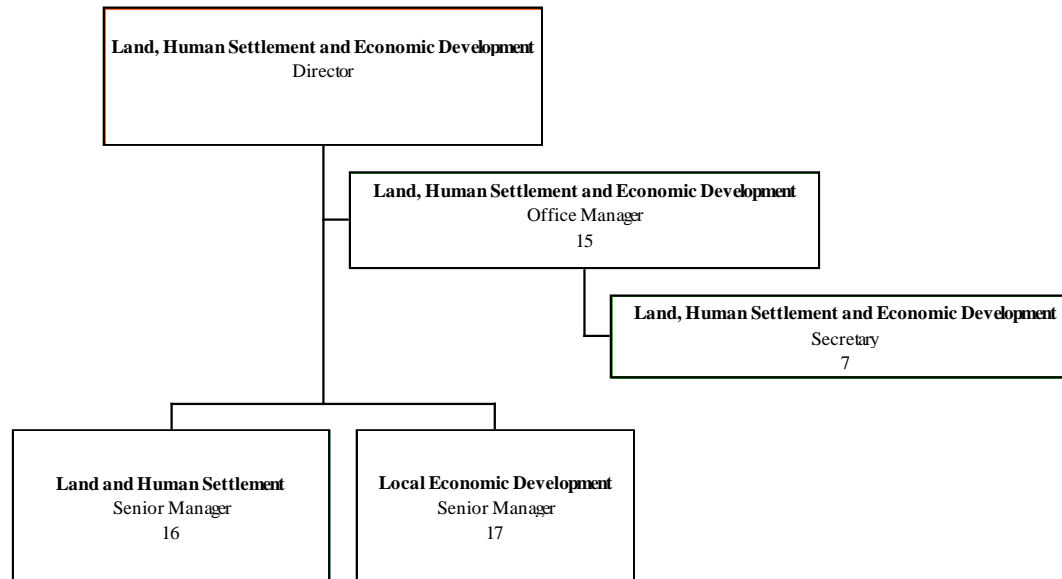 Land, Human Settlement and Economic Development
Director
Land, Human Settlement and Economic Development
Office Manager
15
Land, Human Settlement and Economic Development
Secretary
7
Land and Human Settlement
Senior Manager
16
Local Economic Development
Senior Manager
17